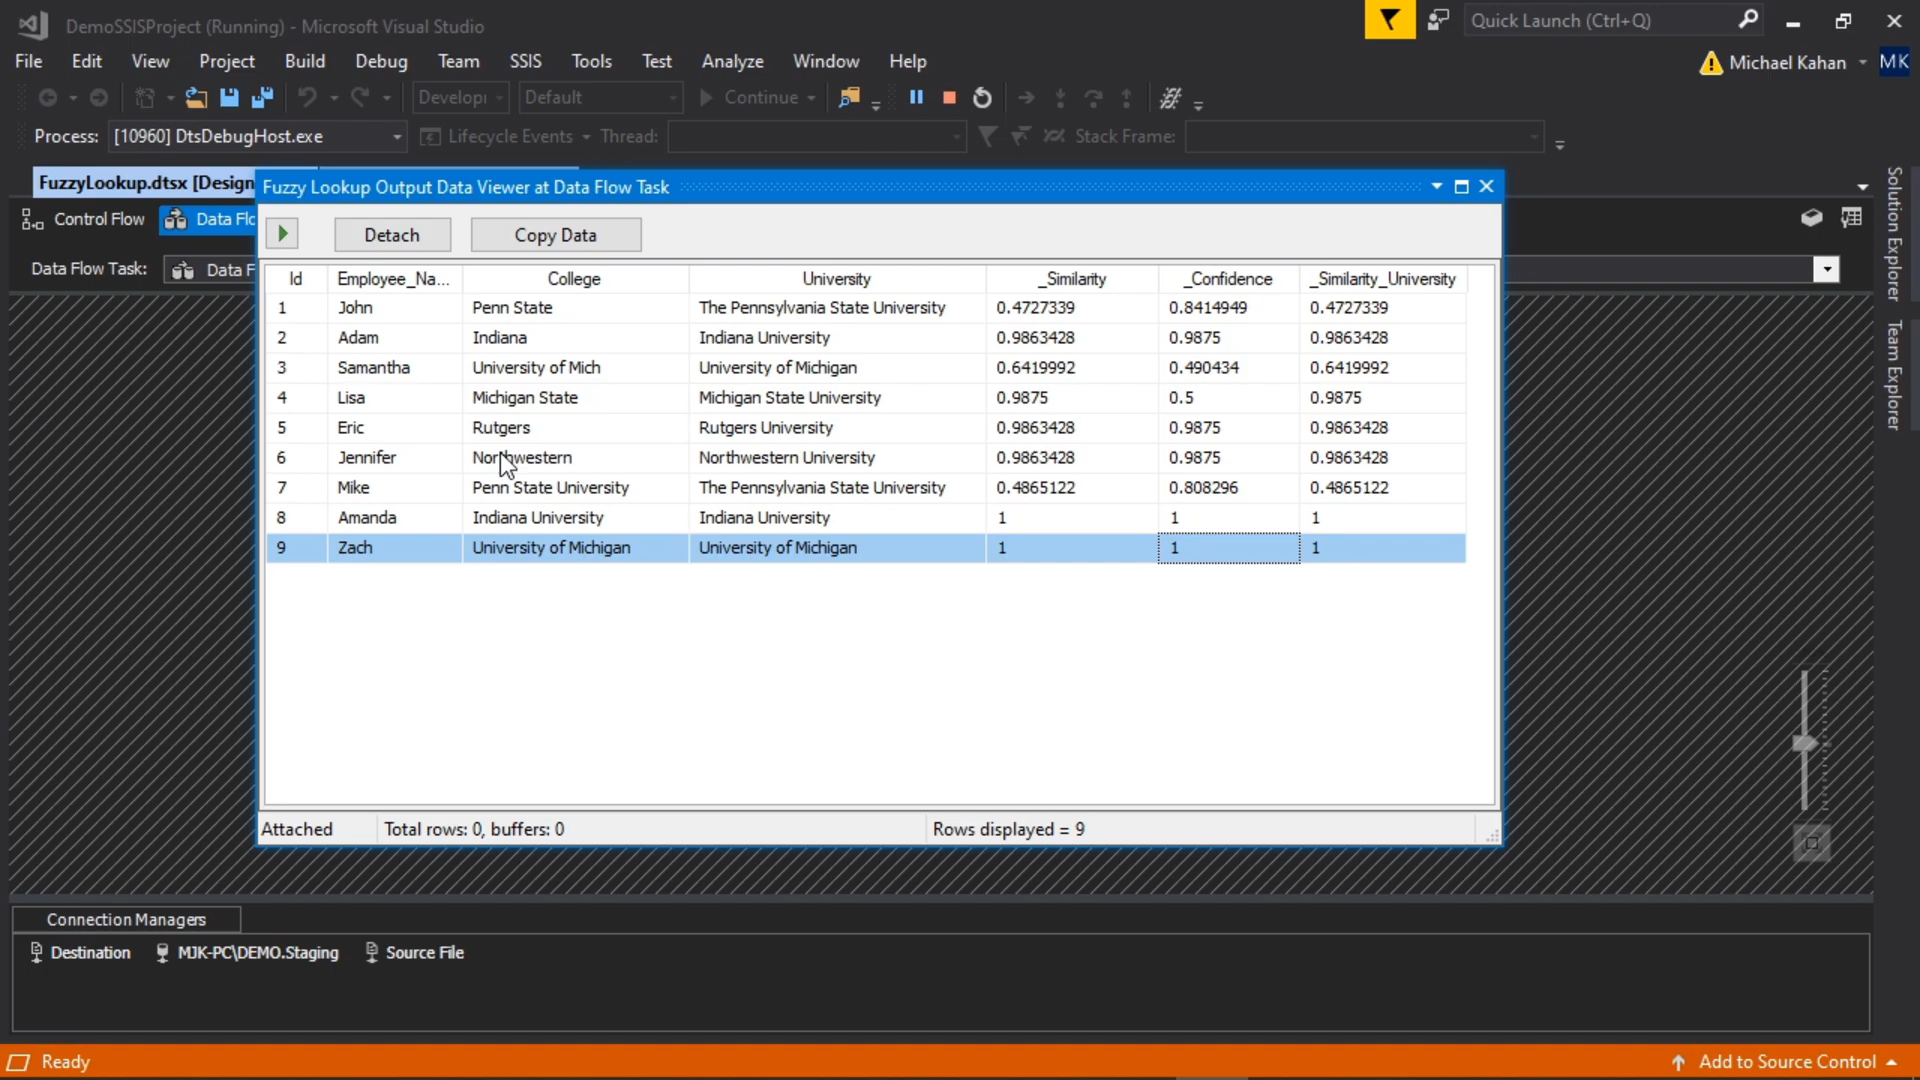 DemoSSISProject (Running) - Microsoft Visual Studio
Quick Launch (Ctrl+Q)
File Edit View Project Build Debug Team SSIS Tools Test Analyze Window Help
Michael Kahan MK
Developi Default Continue
Process: [10960] DtsDebugHost.exe Lifecycle Events Thread: Stack Frame:
FuzzyLookup.dtsx [Design
Fuzzy Lookup Output Data Viewer at Data Flow Task
Control Flow Data Flo
Detach Copy Data
Data Flow Task: Data F
Id Employee_Na... College University _Similarity _Confidence _Similarity_University
1 John Penn State The Pennsylvania State University 0.4727339 0.8414949 0.4727339
2 Adam Indiana Indiana University 0.9863428 0.9875 0.9863428
3 Samantha University of Mich University of Michigan 0.6419992 0.490434 0.6419992
4 Lisa Michigan State Michigan State University 0.9875 0.5 0.9875
5 Eric Rutgers Rutgers University 0.9863428 0.9875 0.9863428
6 Jennifer Northwestern Northwestern University 0.9863428 0.9875 0.9863428
7 Mike Penn State University The Pennsylvania State University 0.4865122 0.808296 0.4865122
8 Amanda Indiana University Indiana University 1 1 1
9 Zach University of Michigan University of Michigan 1 1 1
Attached Total rows: 0, buffers: 0 Rows displayed = 9
Solution Explorer
Team Explorer
Connection Managers
Destination MJK-PC\DEMO.Staging Source File
Ready Add to Source Control